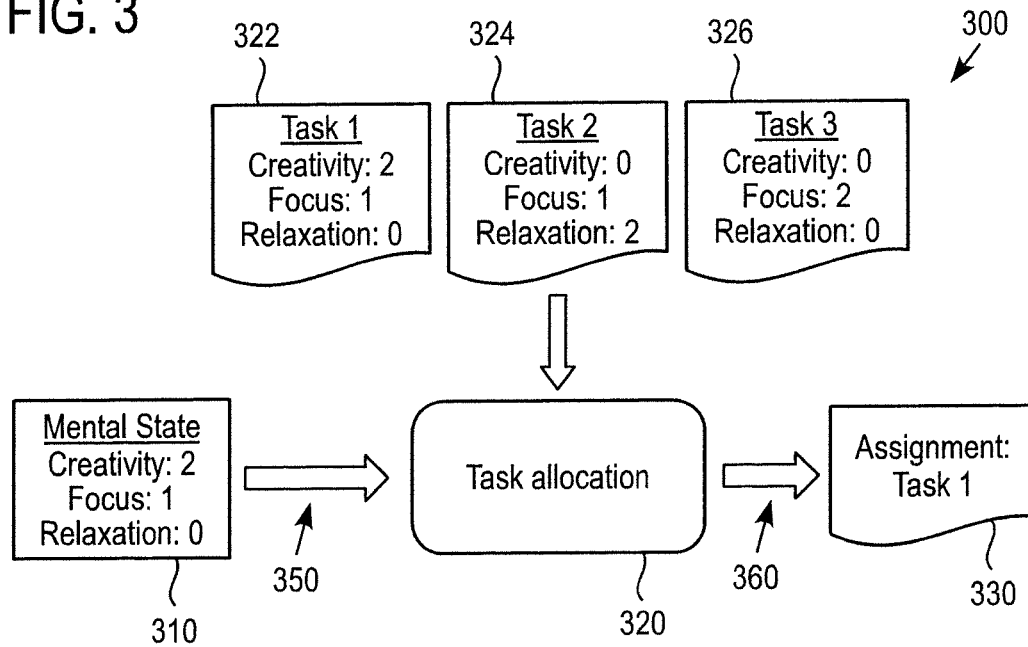 FIG. 3
322
324
326
300
Task 1
Creativity: 2
Focus: 1
Relaxation: 0
Task 2
Creativity: 0
Focus: 1
Relaxation: 2
Task 3
Creativity: 0
Focus: 2
Relaxation: 0
Mental State
Creativity: 2
Focus: 1
Relaxation: 0
Task allocation
Assignment:
Task 1
350
360
310
320
330